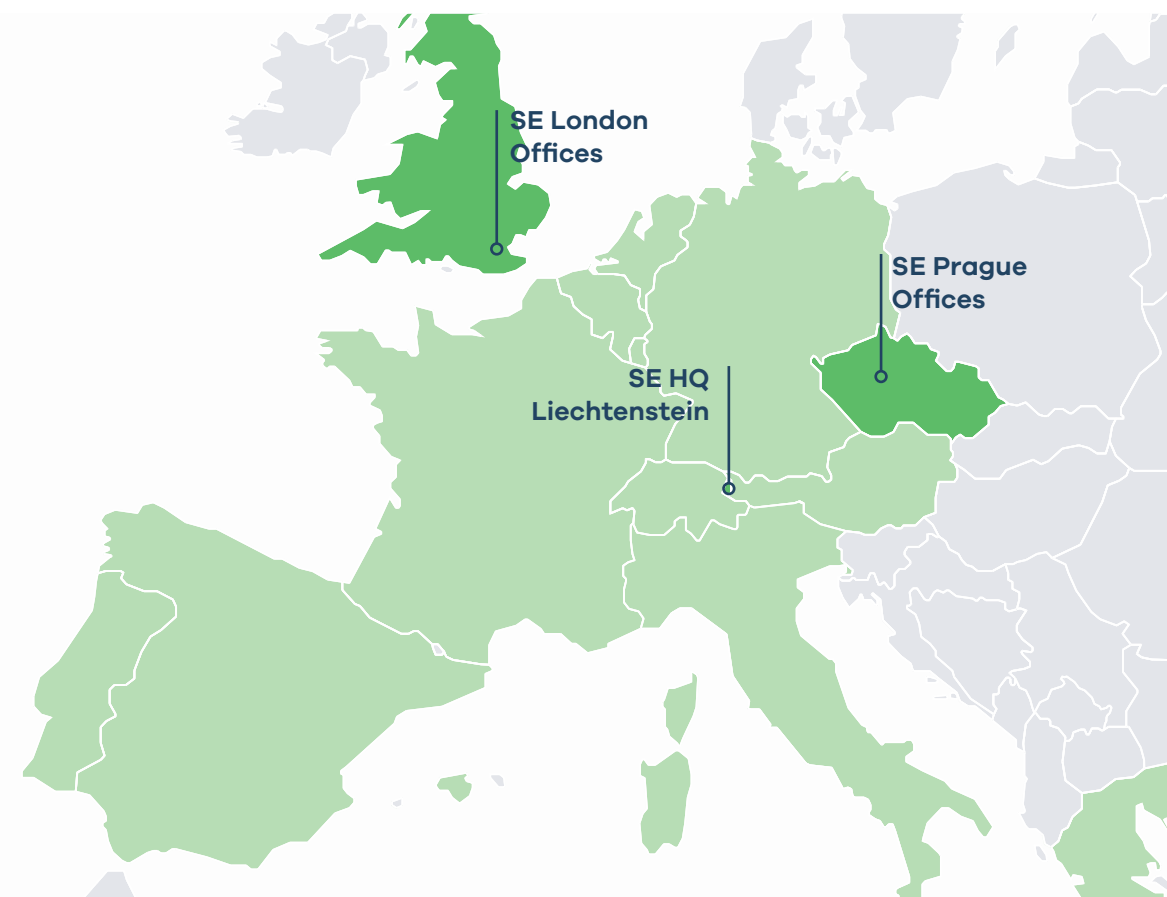 SE London
Offices
SE Prague
Offices
SE HQ
Liechtenstein